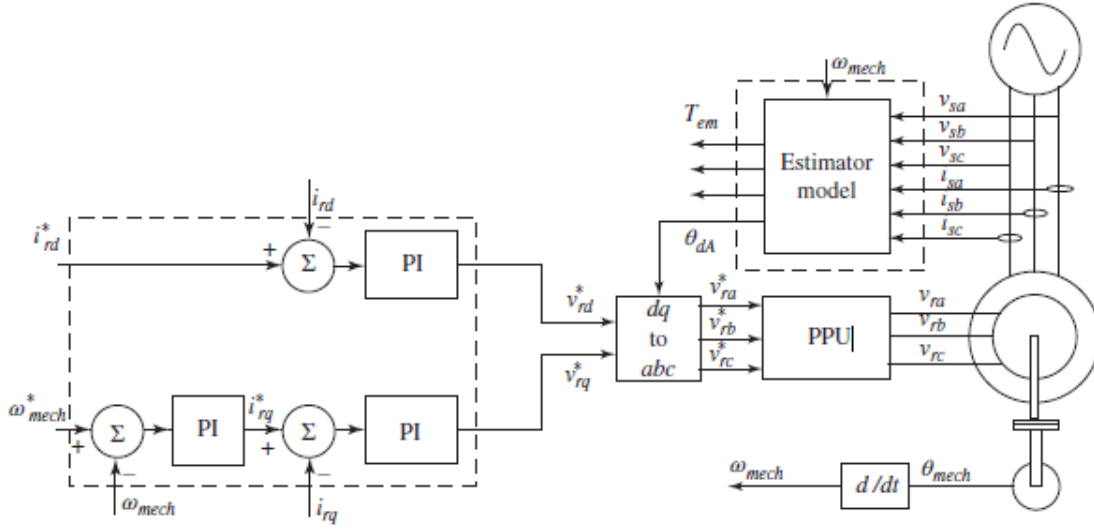 ω_mech
v_sa
T_em
v_sb
v_sc
Estimator
model
i_sa
i_rd
i_sb
i_sc
−
i*_rd
+
Σ
PI
θ_dA
v*_rd
dq
to
abc
v*_ra
v*_rb
v*_rc
PPU
v_ra
v_rb
v_rc
v*_rq
ω*_mech
+
Σ
PI
i*_rq
+
Σ
PI
−
−
ω_mech
i_rq
ω_mech
d/dt
θ_mech